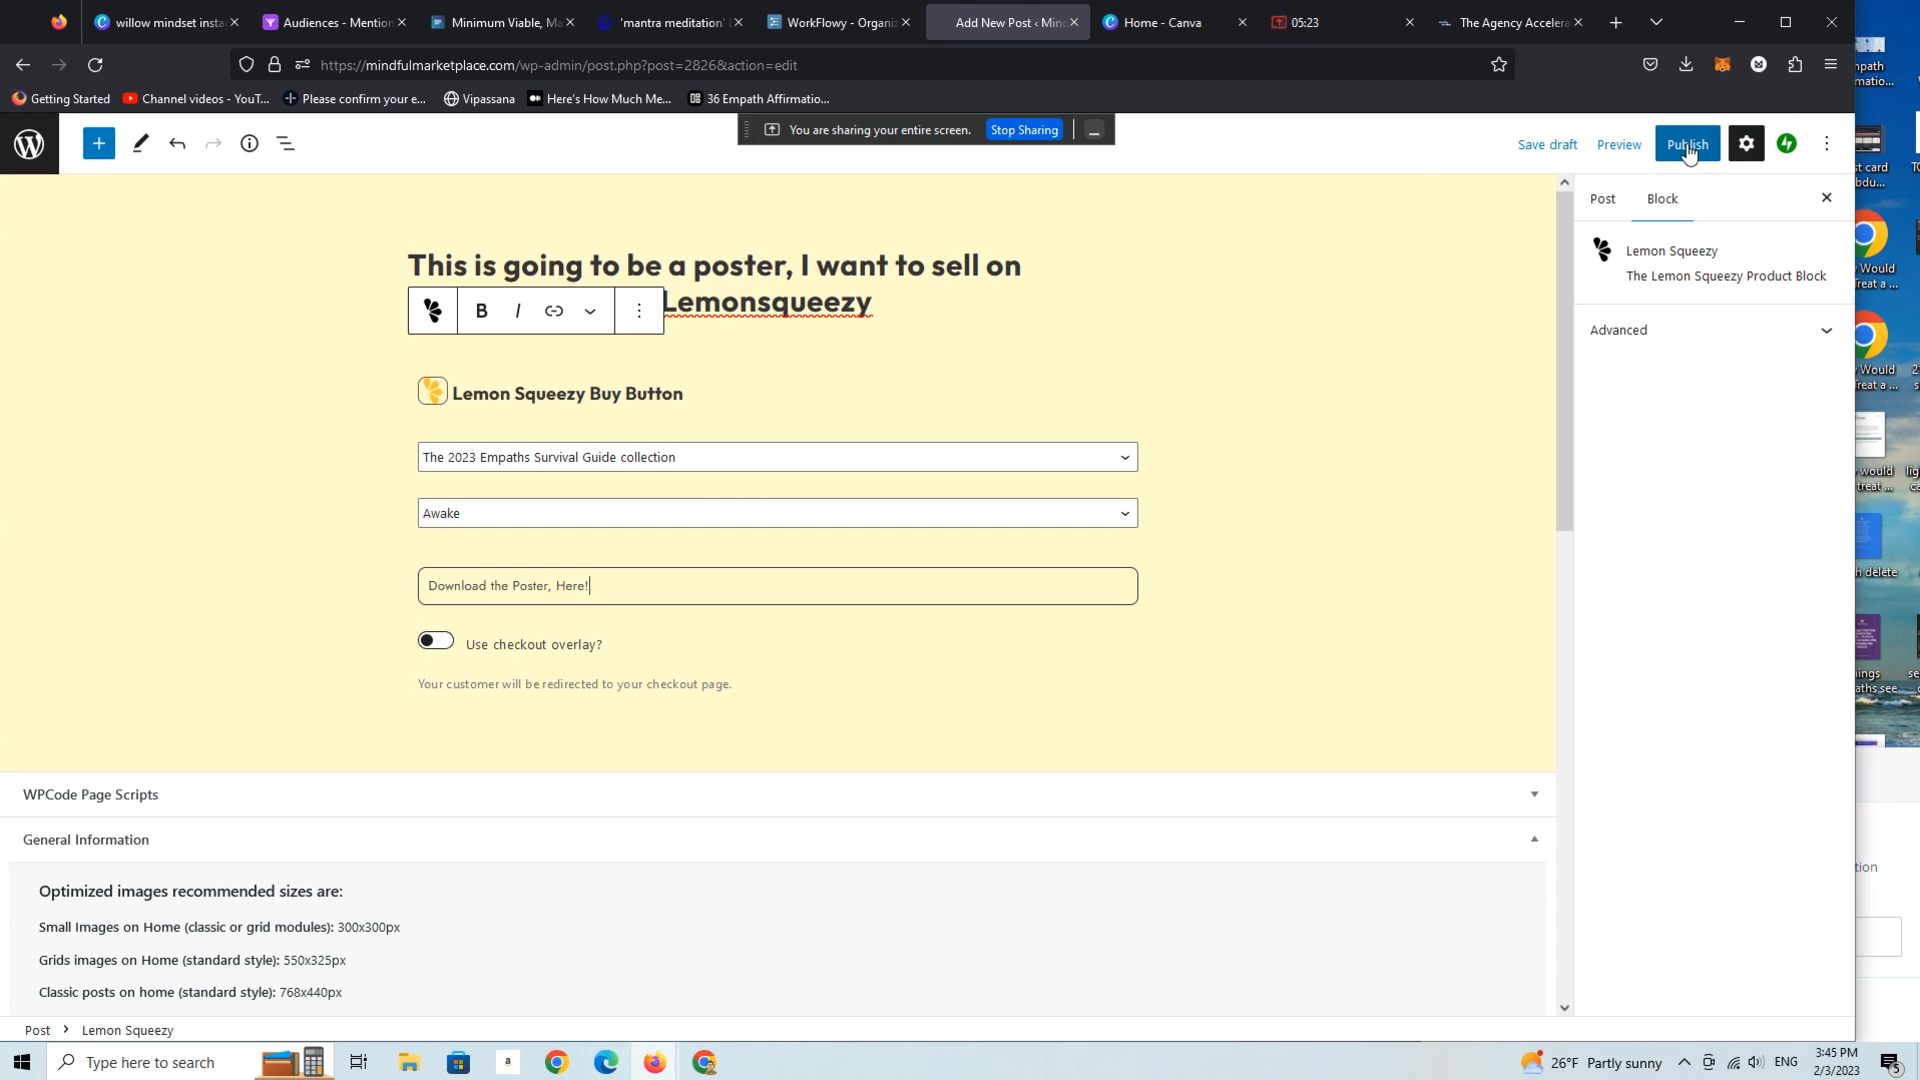 willow mindset insta
Audiences - Mention
Minimum Viable, Ma
'mantra meditation'
WorkFlowy - Organiz
Add New Post ‹ Mind
Home - Canva
05:23
The Agency Accelera
https://mindfulmarketplace.com/wp-admin/post.php?post=2826&action=edit
Getting Started
Channel videos - YouT...
Please confirm your e...
Vipassana
Here's How Much Me...
36 Empath Affirmatio...
You are sharing your entire screen.
Stop Sharing
Save draft
Preview
Publish
Post
Block
Lemon Squeezy
The Lemon Squeezy Product Block
Advanced
This is going to be a poster, I want to sell on
Lemonsqueezy
B I
Lemon Squeezy Buy Button
The 2023 Empaths Survival Guide collection
Awake
Download the Poster, Here!
Use checkout overlay?
Your customer will be redirected to your checkout page.
WPCode Page Scripts
General Information
Optimized images recommended sizes are:
Small Images on Home (classic or grid modules): 300x300px
Grids images on Home (standard style): 550x325px
Classic posts on home (standard style): 768x440px
Post
Lemon Squeezy
Type here to search
a
26°F Partly sunny
ENG
3:45 PM
2/3/2023
5